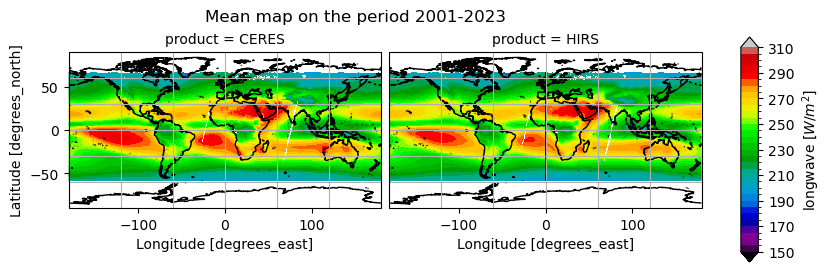 Mean map on the period 2001-2023
product = CERES
product = HIRS
Latitude [degrees_north]
50
0
−50
−100
0
100
−100
0
100
Longitude [degrees_east]
Longitude [degrees_east]
310
290
270
250
230
210
190
170
150
longwave [W/m²]